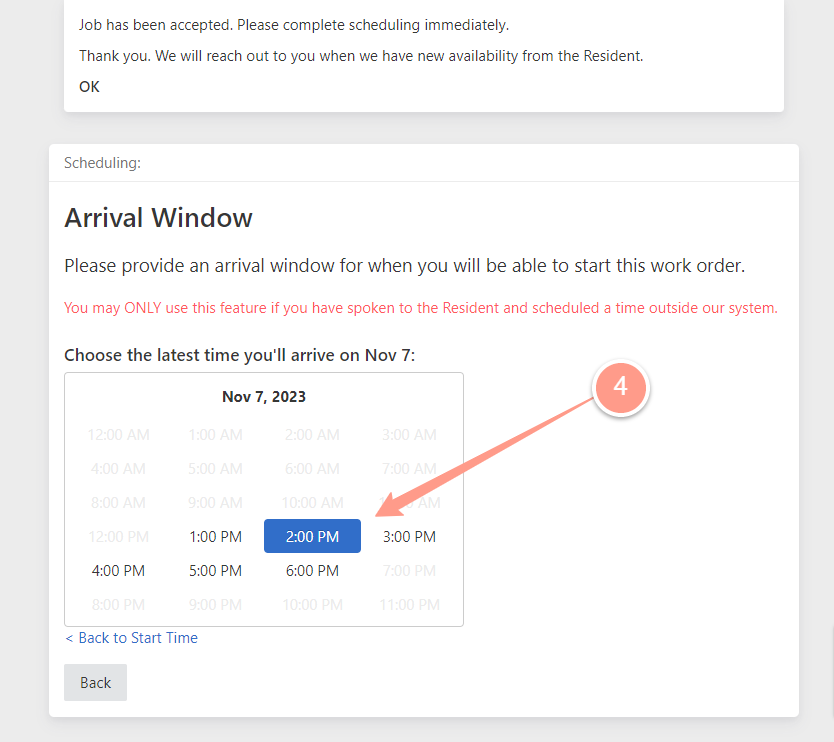 Job has been accepted. Please complete scheduling immediately.
Thank you. We will reach out to you when we have new availability from the Resident.
OK
Scheduling:
Arrival Window
Please provide an arrival window for when you will be able to start this work order.
You may ONLY use this feature if you have spoken to the Resident and scheduled a time outside our system.
Choose the latest time you'll arrive on Nov 7:
Nov 7, 2023
4
12:00 AM 1:00 AM 2:00 AM 3:00 AM
4:00 AM 5:00 AM 6:00 AM 7:00 AM
8:00 AM 9:00 AM 10:00 AM AM
12:00 PM 1:00 PM 2:00 PM 3:00 PM
4:00 PM 5:00 PM 6:00 PM 7:00 PM
8:00 PM 9:00 PM 10:00 PM 11:00 PM
< Back to Start Time
Back